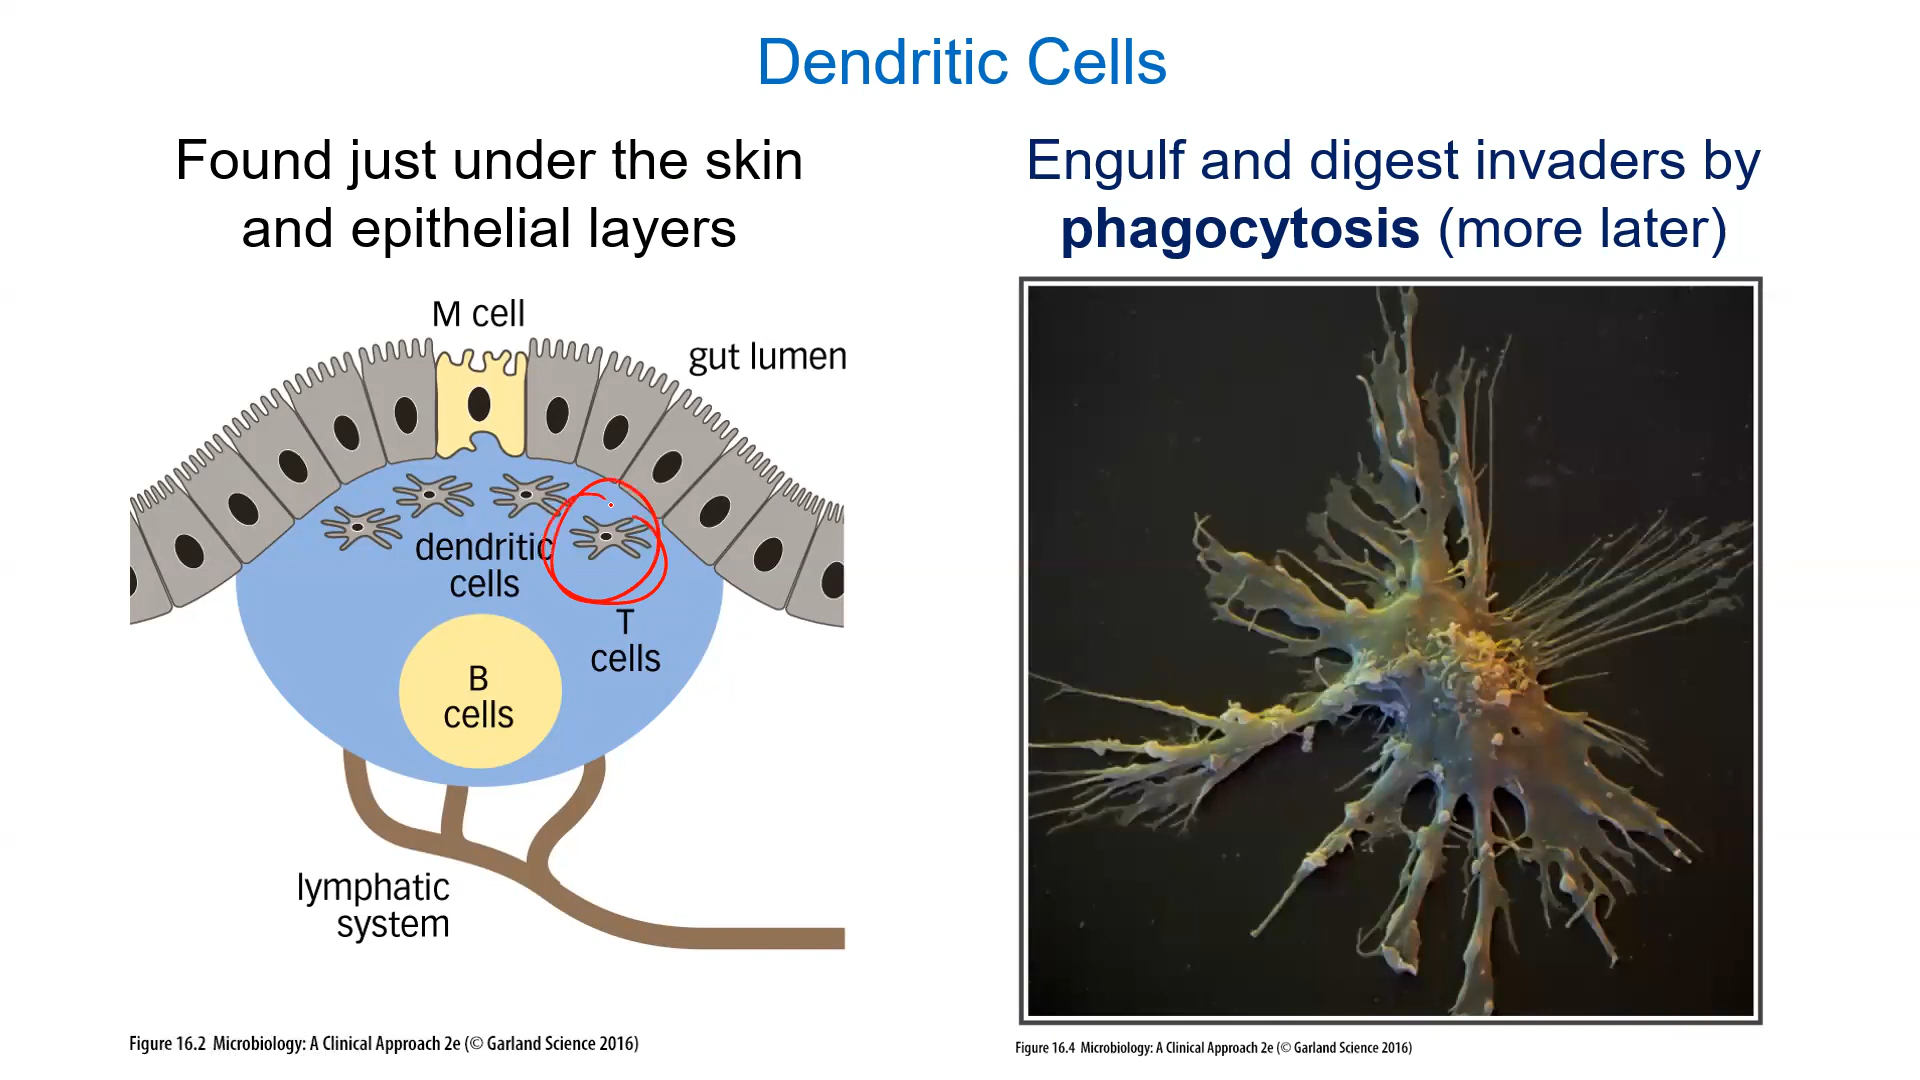 Dendritic Cells
Found just under the skin
and epithelial layers
Engulf and digest invaders by
phagocytosis (more later)
M cell
gut lumen
dendritic
cells
T
cells
B
cells
lymphatic
system
Figure 16.2 Microbiology: A Clinical Approach 2e (© Garland Science 2016)
Figure 16.4 Microbiology: A Clinical Approach 2e (© Garland Science 2016)